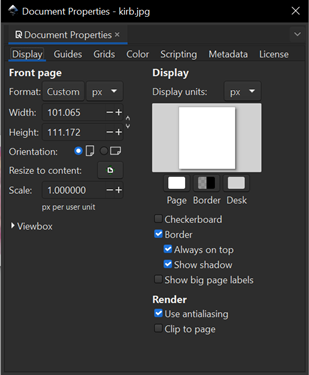 Document Properties - kirb.jpg
Document Properties
Display Guides Grids Color Scripting Metadata License
Front page
Format: Custom px
Width: 101.065
Height: 111.172
Orientation:
Resize to content:
Scale: 1.000000
px per user unit
Viewbox
Display
Display units: px
Page Border Desk
Checkerboard
Border
Always on top
Show shadow
Show big page labels
Render
Use antialiasing
Clip to page